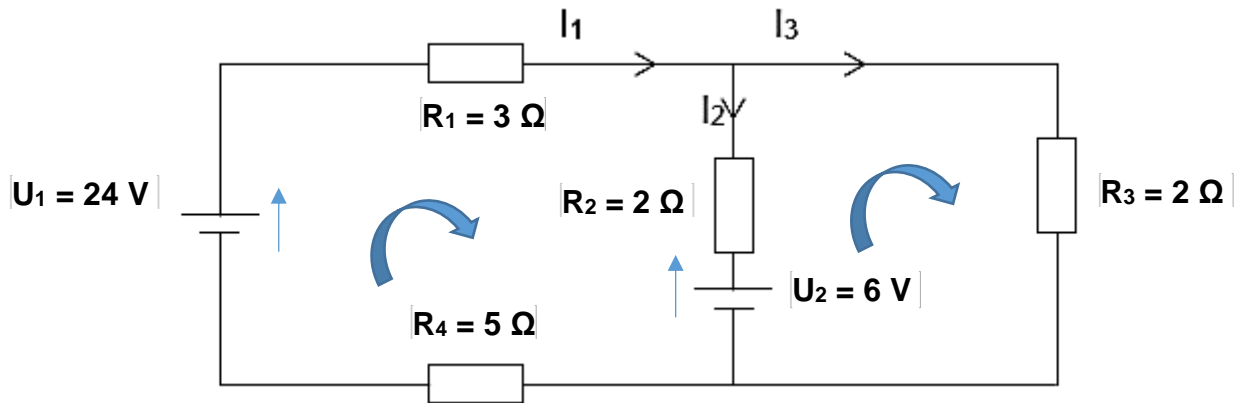 I₁
I₃
R₁ = 3 Ω
I₂
U₁ = 24 V
R₂ = 2 Ω
R₃ = 2 Ω
U₂ = 6 V
R₄ = 5 Ω